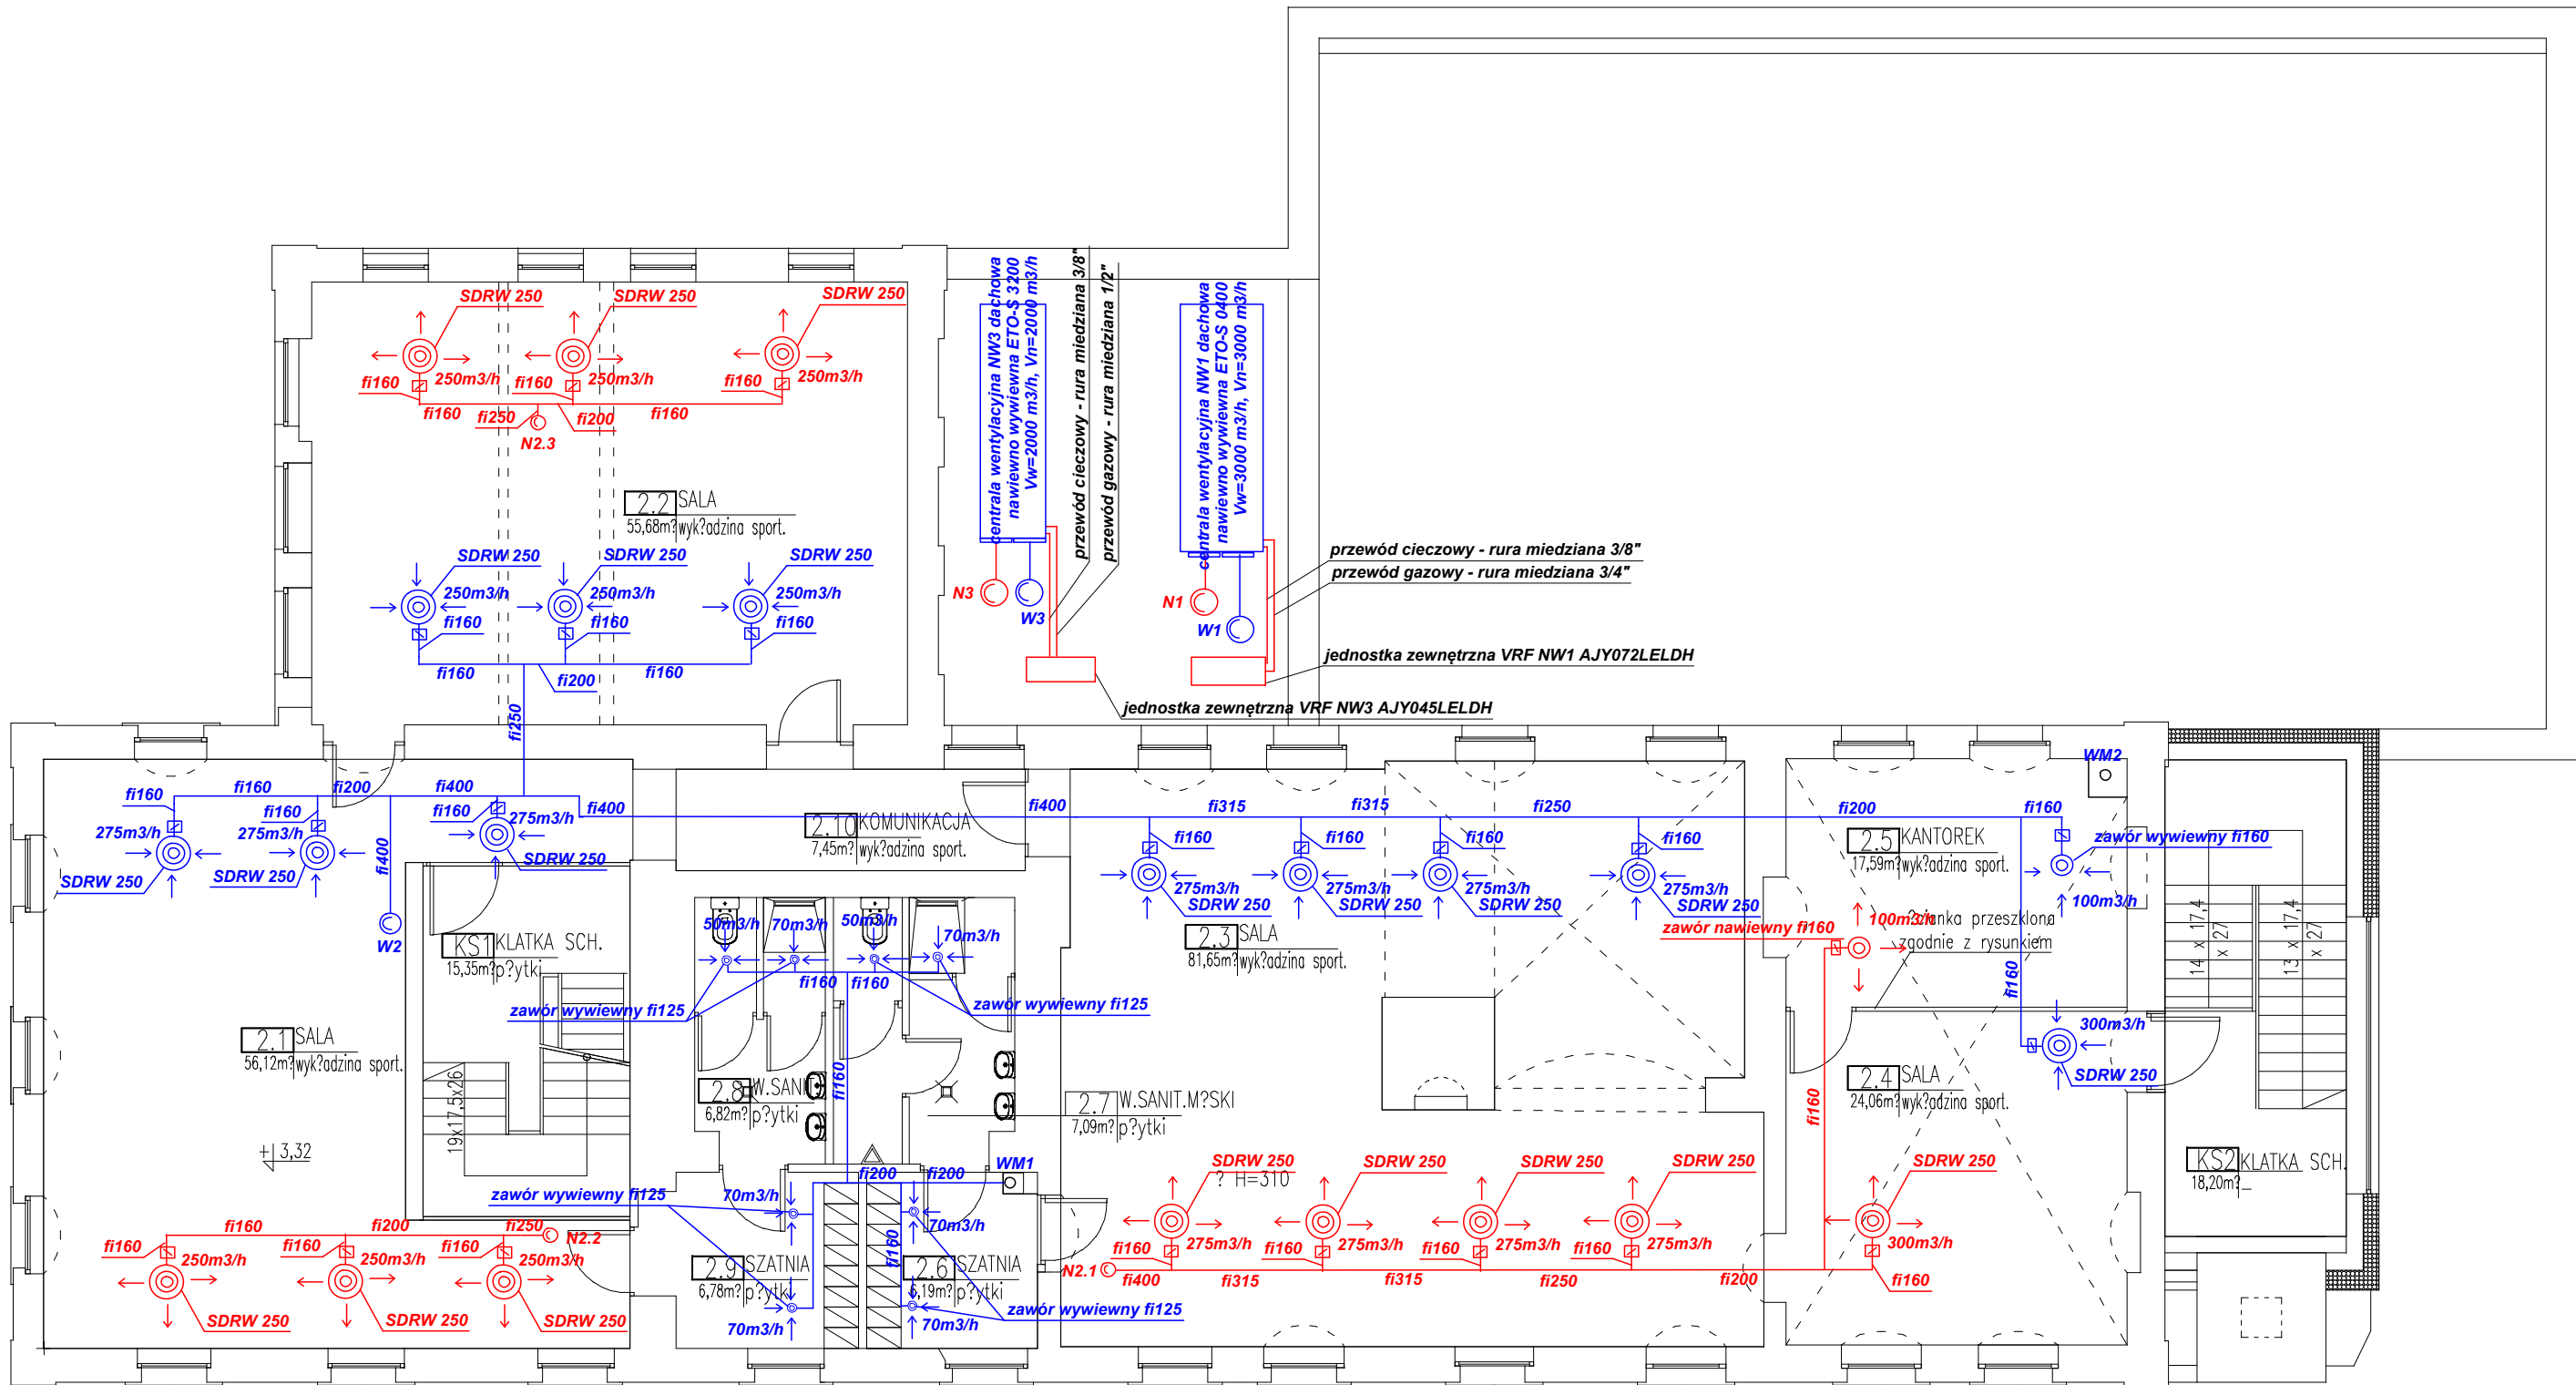 SDRW 250
SDRW 250
SDRW 250
fi160
250m3/h
fi160
250m3/h
fi160
250m3/h
fi160
fi250
fi200
fi160
N2.3
centrala wentylacyjna NW3 dachowa
nawiewno wywiewna ETO-S 3200
Vw=2000 m3/h, Vn=2000 m3/h
przewód cieczowy - rura miedziana 3/8"
przewód gazowy - rura miedziana 1/2"
centrala wentylacyjna NW1 dachowa
nawiewno wywiewna ETO-S 0400
Vw=3000 m3/h, Vn=3000 m3/h
przewód cieczowy - rura miedziana 3/8"
przewód gazowy - rura miedziana 3/4"
N3
W3
N1
W1
jednostka zewnętrzna VRF NW1 AJY072LELDH
jednostka zewnętrzna VRF NW3 AJY045LELDH
2.2 SALA
55,68m? wyk?adzina sport.
SDRW 250
SDRW 250
SDRW 250
250m3/h
250m3/h
250m3/h
fi160
fi160
fi160
fi160
fi200
fi160
fi250
fi160
fi160
fi200
fi400
fi160
fi160
fi400
275m3/h
275m3/h
275m3/h
SDRW 250
SDRW 250
SDRW 250
fi400
W2
2.10 KOMUNIKACJA
7,45m? wyk?adzina sport.
fi400
fi315
fi315
fi250
fi200
fi160
WM2
fi160
fi160
fi160
fi160
275m3/h
275m3/h
275m3/h
275m3/h
SDRW 250
SDRW 250
SDRW 250
SDRW 250
2.5 KANTOREK
17,59m? wyk?adzina sport.
zawór wywiewny fi160
100m3/h
100m3/h
zawór nawiewny fi160
?cianka przeszklona
zgodnie z rysunkiem
14 x 17,4
x 27
13 x 17,4
x 27
KS1 KLATKA SCH.
15,35m? p?ytki
50m3/h
70m3/h
50m3/h
70m3/h
fi160
fi160
zawór wywiewny fi125
zawór wywiewny fi125
2.3 SALA
81,65m? wyk?adzina sport.
fi160
300m3/h
SDRW 250
2.1 SALA
56,12m? wyk?adzina sport.
19x17,5x26
+3,32
2.8 W.SANIT
6,82m? p?ytki
fi160
2.7 W.SANIT.M?SKI
7,09m? p?ytki
fi160
2.4 SALA
24,06m? wyk?adzina sport.
KS2 KLATKA SCH.
18,20m? _
fi200
fi200
WM1
zawór wywiewny fi125
70m3/h
70m3/h
fi160
2.9 SZATNIA
6,78m? p?ytki
2.6 SZATNIA
6,19m? p?ytki
zawór wywiewny fi125
70m3/h
70m3/h
fi160
fi200
fi250
N2.2
fi160
250m3/h
fi160
250m3/h
fi160
250m3/h
SDRW 250
SDRW 250
SDRW 250
SDRW 250
? H=310
SDRW 250
SDRW 250
SDRW 250
SDRW 250
fi160
275m3/h
fi160
275m3/h
fi160
275m3/h
fi160
275m3/h
300m3/h
N2.1
fi400
fi315
fi315
fi250
fi200
fi160